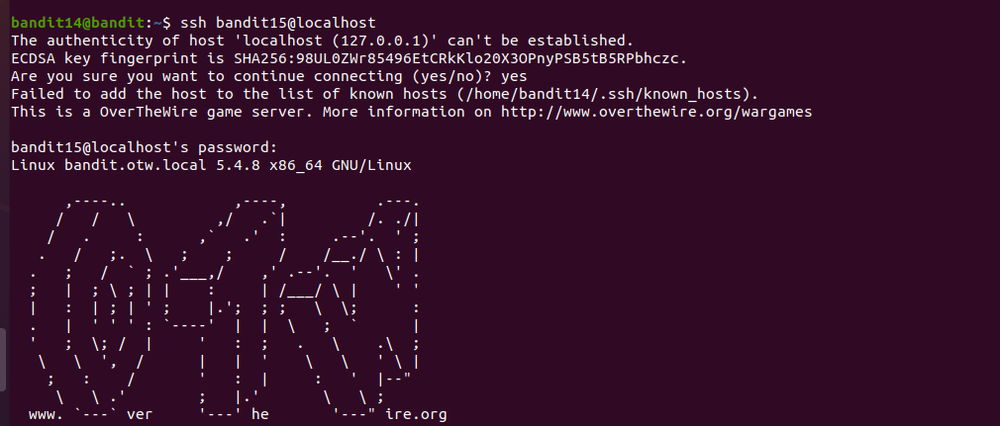 bandit14@bandit:~$ ssh bandit15@localhost
The authenticity of host 'localhost (127.0.0.1)' can't be established.
ECDSA key fingerprint is SHA256:98UL0ZWr85496EtCRkKlo20X3OPnyPSB5tB5RPbhczc.
Are you sure you want to continue connecting (yes/no)? yes
Failed to add the host to the list of known hosts (/home/bandit14/.ssh/known_hosts).
This is a OverTheWire game server. More information on http://www.overthewire.org/wargames
bandit15@localhost's password:
Linux bandit.otw.local 5.4.8 x86_64 GNU/Linux
www. ver he ire.org